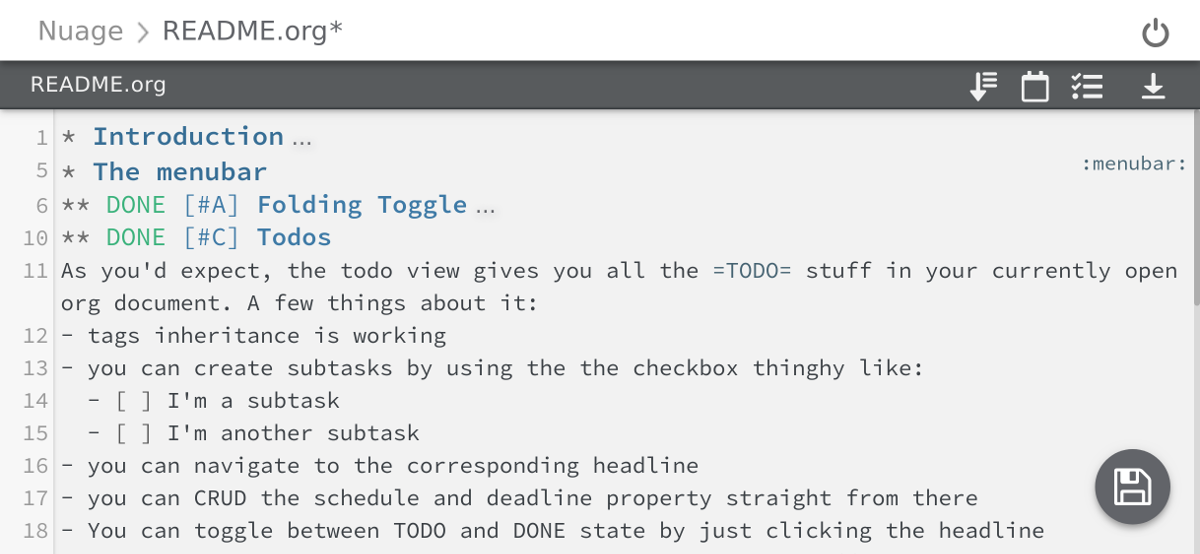 Nuage > README.org*
README.org
1 * Introduction ...
5 * The menubar :menubar:
6 ** DONE [#A] Folding Toggle ...
10 ** DONE [#C] Todos
11 As you'd expect, the todo view gives you all the =TODO= stuff in your currently open
org document. A few things about it:
12 - tags inheritance is working
13 - you can create subtasks by using the the checkbox thinghy like:
14 - [ ] I'm a subtask
15 - [ ] I'm another subtask
16 - you can navigate to the corresponding headline
17 - you can CRUD the schedule and deadline property straight from there
18 - You can toggle between TODO and DONE state by just clicking the headline